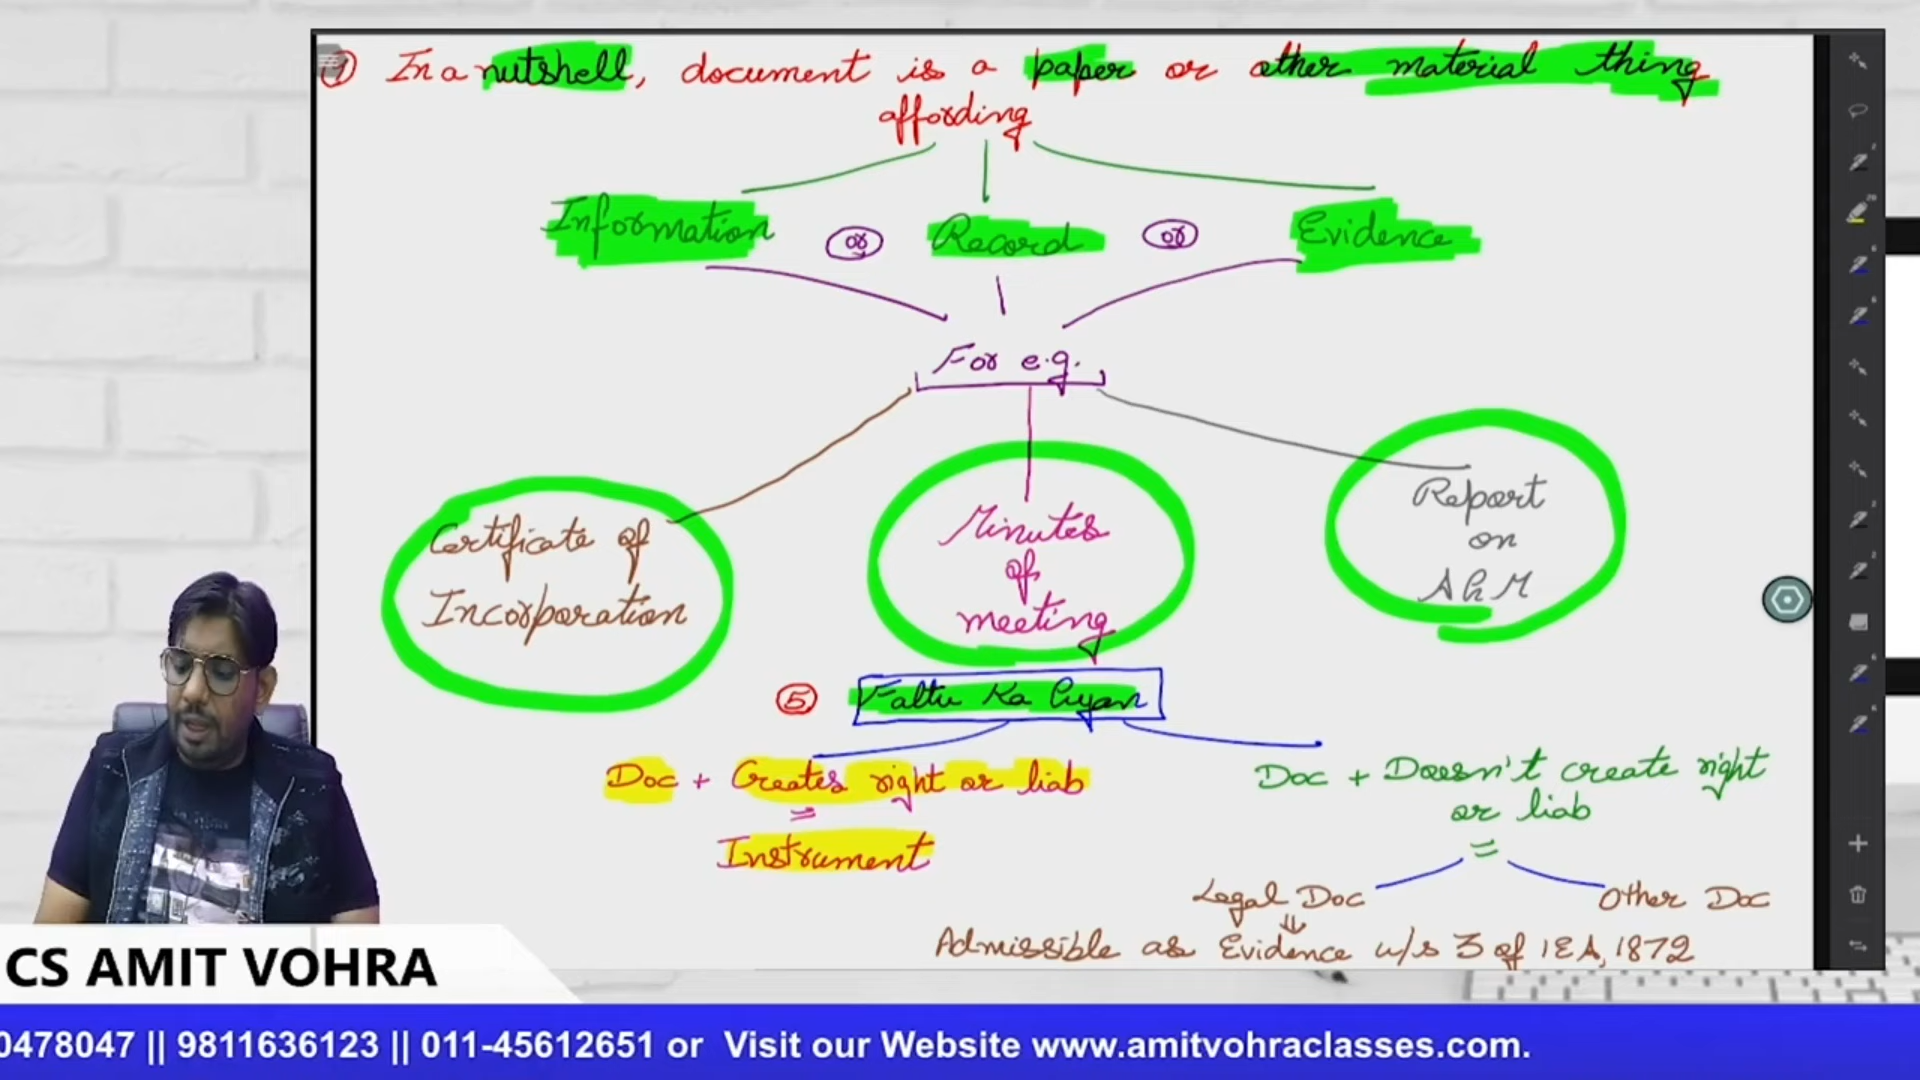 ① In a nutshell, document is a paper or other material thing
affording
Information or Record or Evidence
For e.g.
Certificate of
Incorporation
Minutes
of
meeting
Report
on
AGM
⑤ Faltu Ka Gyan
Doc + Creates right or liab
=
Instrument
Doc + Doesn't create right
or liab
=
Legal Doc
Other Doc
⇓
Admissible as Evidence u/s 3 of IEA, 1872
CS AMIT VOHRA
0478047 || 9811636123 || 011-45612651 or Visit our Website www.amitvohraclasses.com.